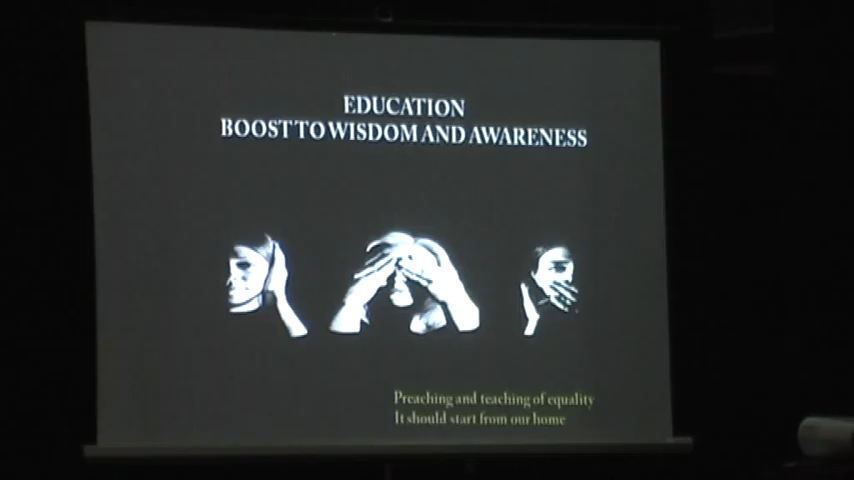 EDUCATION
BOOST TO WISDOM AND AWARENESS
Preaching and teaching of equality
It should start from our home